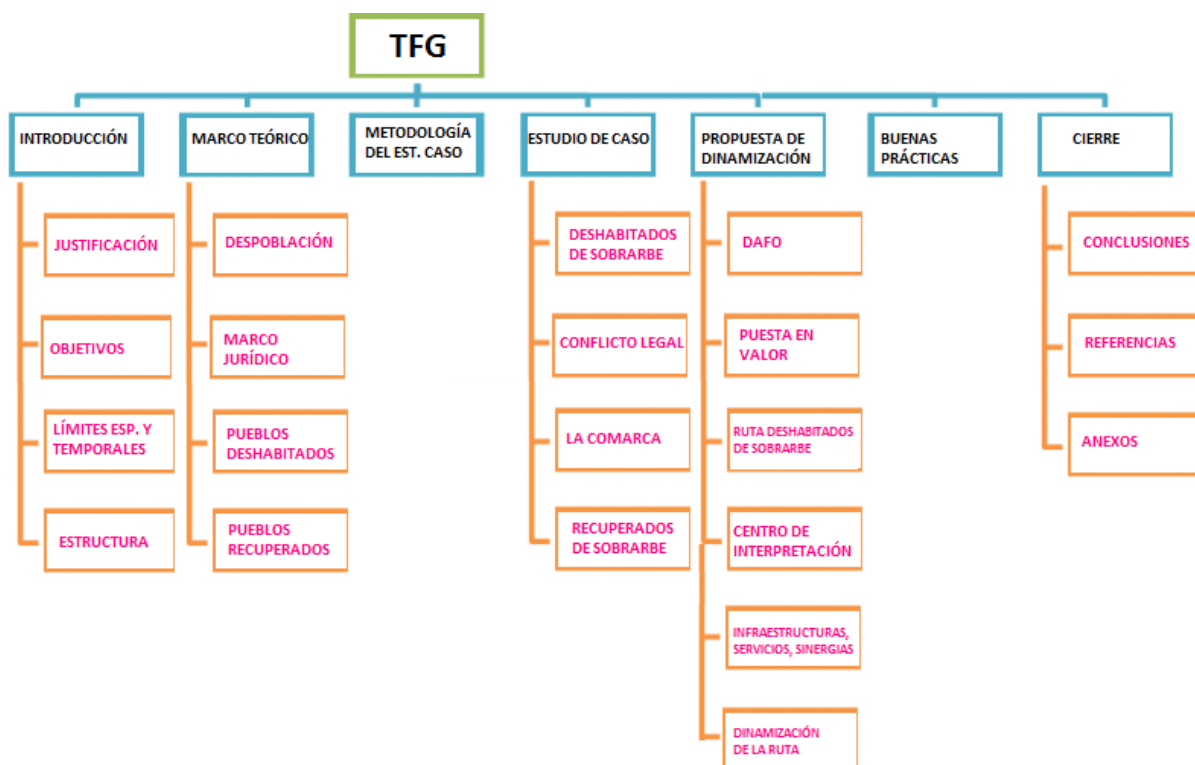 TFG
INTRODUCCIÓN
JUSTIFICACIÓN
OBJETIVOS
LÍMITES ESP. Y
TEMPORALES
ESTRUCTURA
MARCO TEÓRICO
DESPOBLACIÓN
MARCO
JURÍDICO
PUEBLOS
DESHABITADOS
PUEBLOS
RECUPERADOS
METODOLOGÍA
DEL EST. CASO
ESTUDIO DE CASO
DESHABITADOS
DE SOBRARBE
CONFLICTO LEGAL
LA COMARCA
RECUPERADOS
DE SOBRARBE
PROPUESTA DE
DINAMIZACIÓN
DAFO
PUESTA EN
VALOR
RUTA DESHABITADOS
DE SOBRARBE
CENTRO DE
INTERPRETACIÓN
INFRAESTRUCTURAS,
SERVICIOS, SINERGIAS
DINAMIZACIÓN
DE LA RUTA
BUENAS
PRÁCTICAS
CIERRE
CONCLUSIONES
REFERENCIAS
ANEXOS